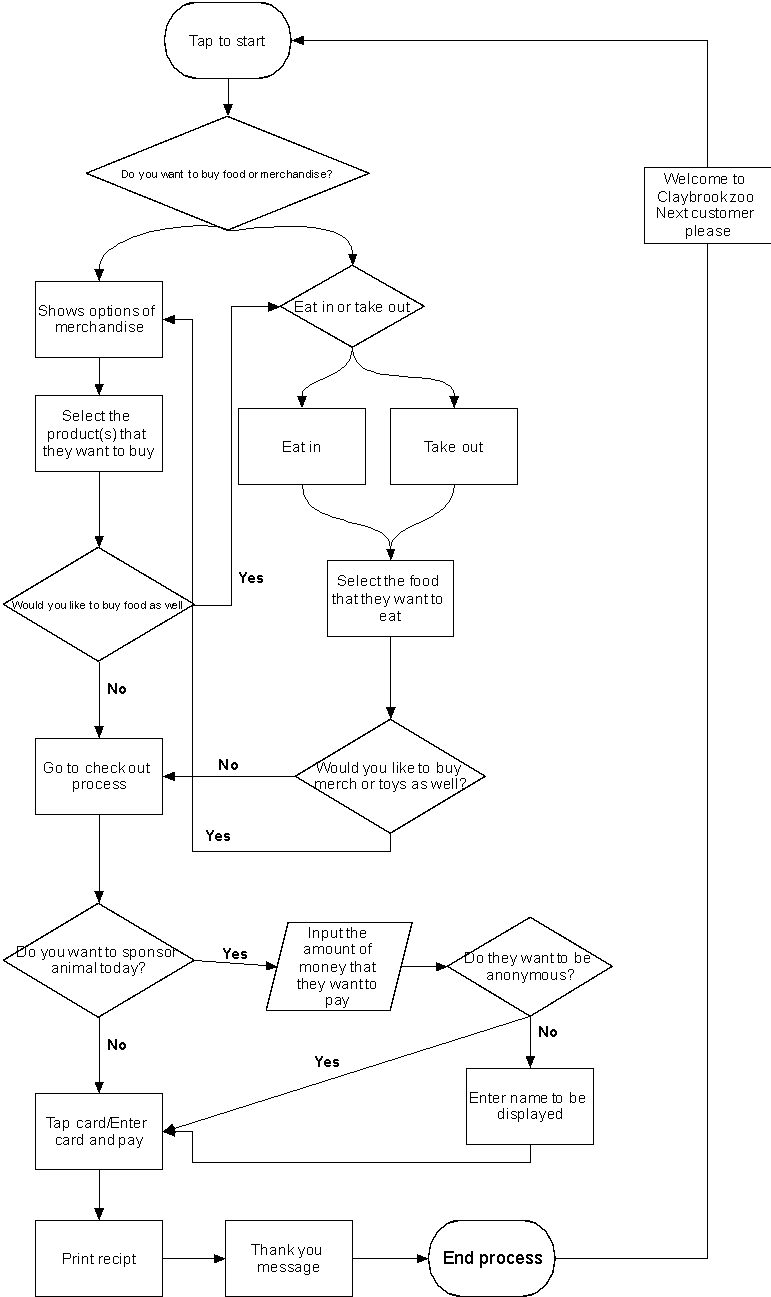 Tap to start
Do you want to buy food or merchandise?
Welcome to
Claybrook zoo
Next customer
please
Shows options of
merchandise
Eat in or take out
Select the
product(s) that
they want to buy
Eat in
Take out
Yes
Would you like to buy food as well
Select the food
that they want to
eat
No
Go to check out
process
No
Would you like to buy
merch or toys as well?
Yes
Do you want to sponsor
animal today?
Yes
Input the
amount of
money that
they want to
pay
Do they want to be
anonymous?
No
Yes
No
Enter name to be
displayed
Tap card/Enter
card and pay
Print recipt
Thank you
message
End process